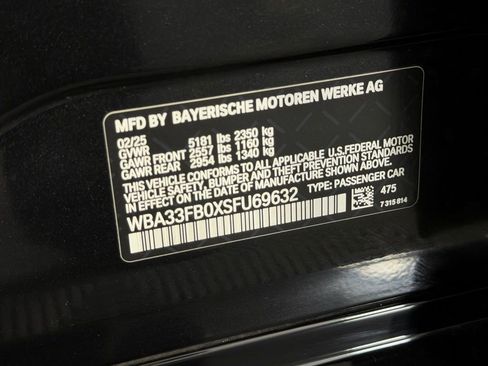 MFD BY BAYERISCHE MOTOREN WERKE AG
02/25
GVWR 5181 lbs 2350 kg
GAWR FRONT 2557 lbs 1160 kg
GAWR REAR 2954 lbs 1340 kg
THIS CONFORMS TO ALL APPLICABLE U.S.FEDERAL MOTOR
VEHICLE SAFETY, BUMPER AND THEFT PREVENTION STANDARDS
IN EFFECT ON THE DATE OF MANUFACTURE SHOWN ABOVE.
WBA33FB0XSFU69632 TYPE: PASSENGER CAR
475
7 315 814